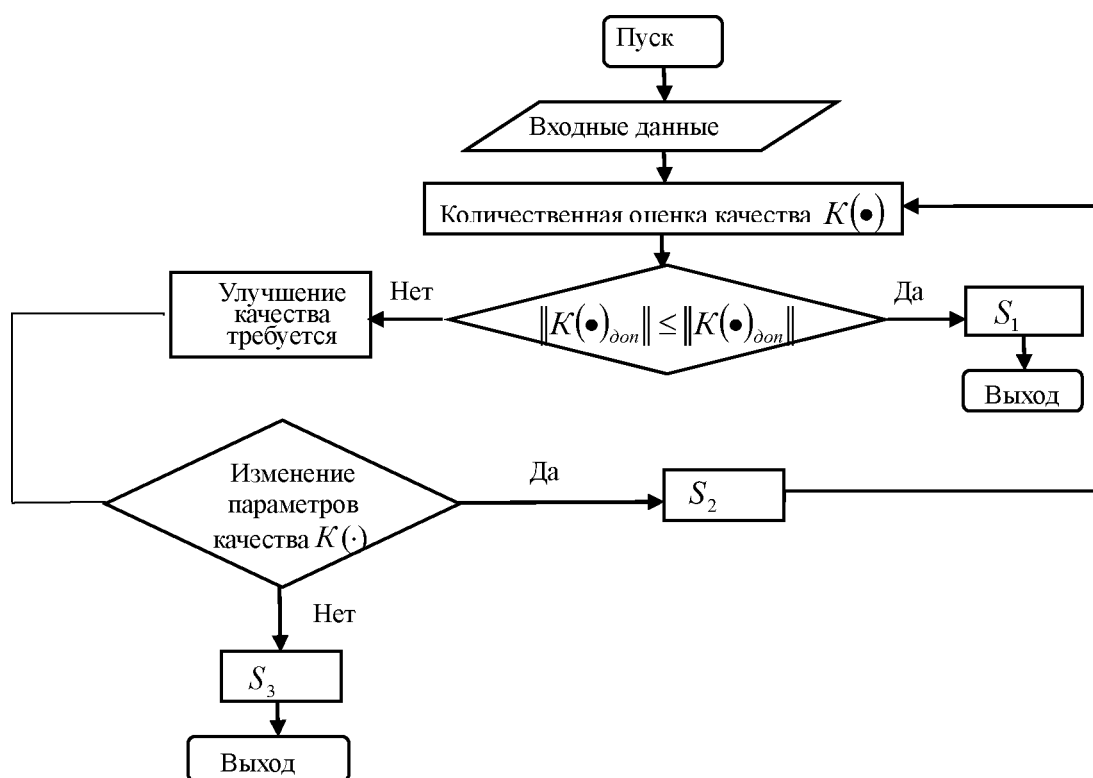 Пуск
Входные данные
Количественная оценка качества K(•)
Улучшение
качества
требуется
Нет
‖K(•)доп‖ ≤ ‖K(•)доп‖
Да
S1
Выход
Изменение
параметров
качества K(·)
Да
S2
Нет
S3
Выход